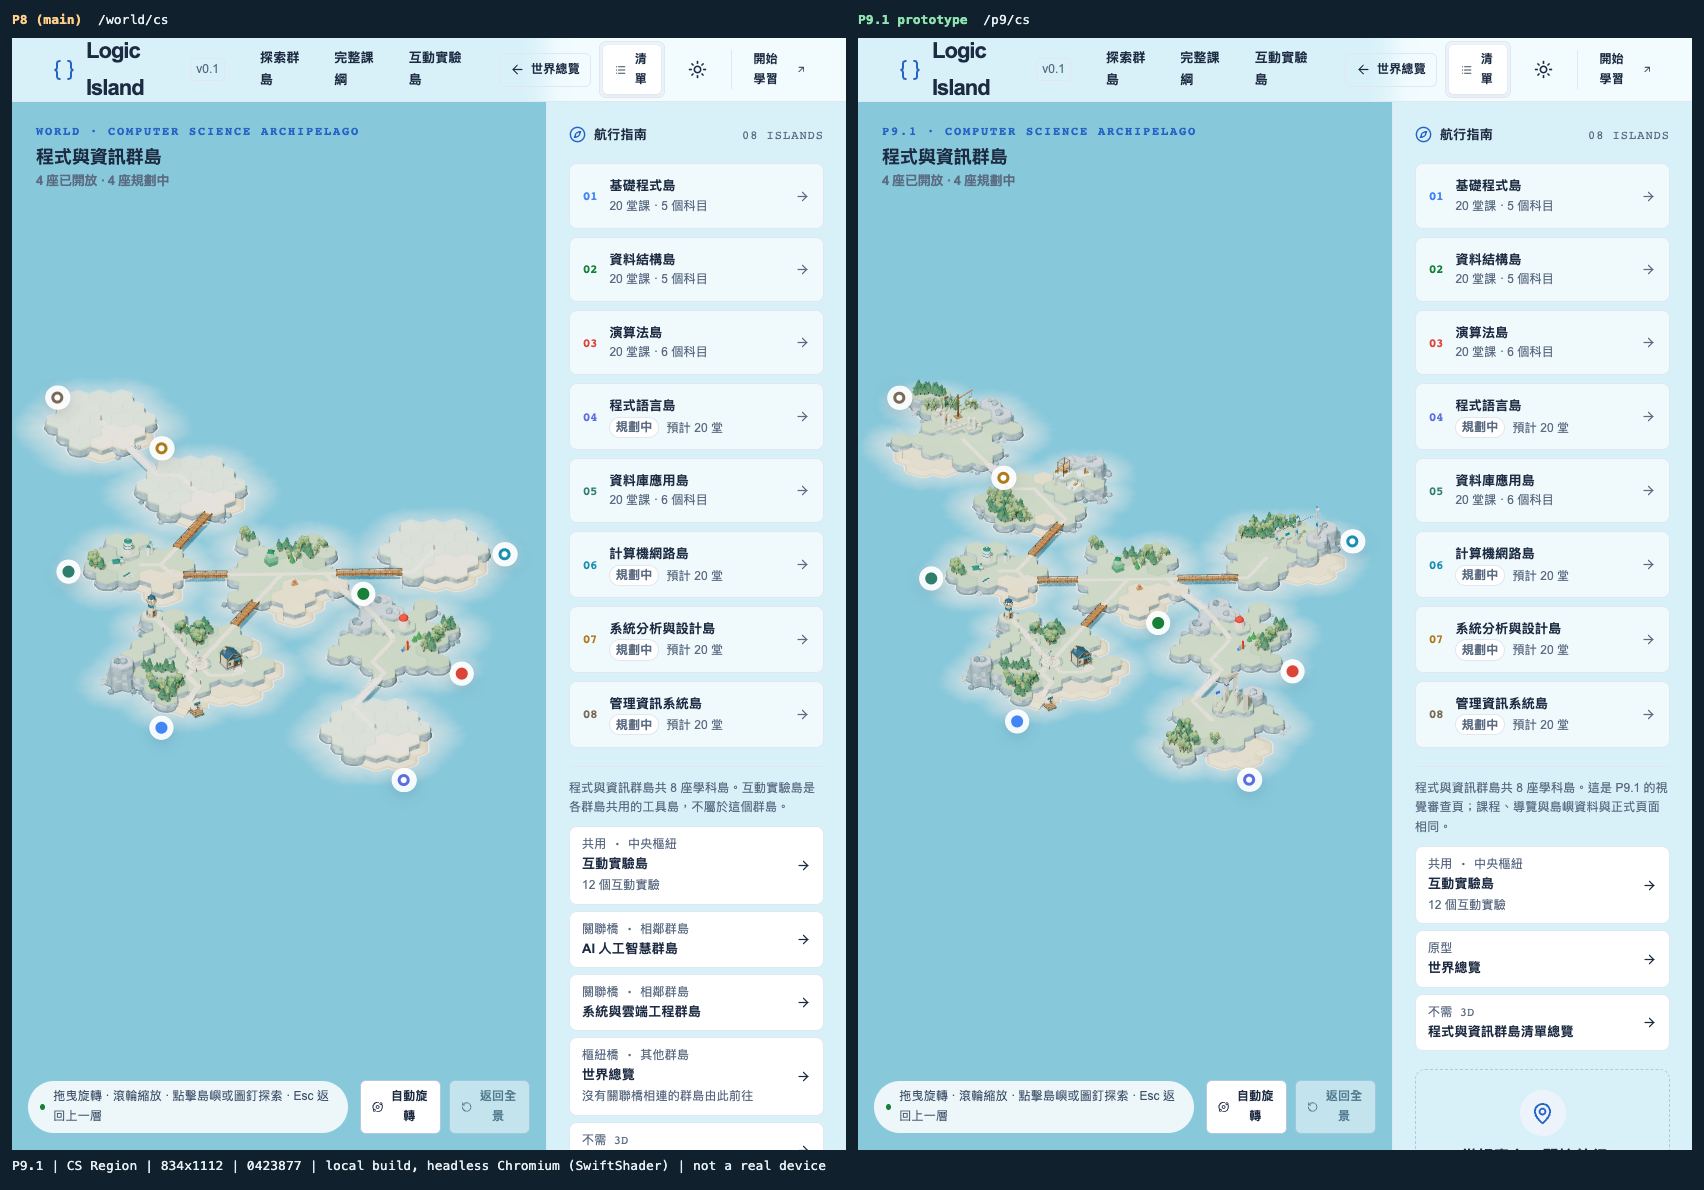 P8 (main) /world/cs
Logic
Island
v0.1
探索群
島
完整課
綱
互動實驗
島
世界總覽
清
單
開始
學習
WORLD · COMPUTER SCIENCE ARCHIPELAGO
程式與資訊群島
4 座已開放 · 4 座規劃中
航行指南
08 ISLANDS
01
基礎程式島
20 堂課 · 5 個科目
02
資料結構島
20 堂課 · 5 個科目
03
演算法島
20 堂課 · 6 個科目
04
程式語言島
規劃中 預計 20 堂
05
資料庫應用島
20 堂課 · 6 個科目
06
計算機網路島
規劃中 預計 20 堂
07
系統分析與設計島
規劃中 預計 20 堂
08
管理資訊系統島
規劃中 預計 20 堂
程式與資訊群島共 8 座學科島。互動實驗島是
各群島共用的工具島，不屬於這個群島。
共用 · 中央樞紐
互動實驗島
12 個互動實驗
關聯橋 · 相鄰群島
AI 人工智慧群島
關聯橋 · 相鄰群島
系統與雲端工程群島
樞紐橋 · 其他群島
世界總覽
沒有關聯橋相連的群島由此前往
不需 3D
拖曳旋轉 · 滾輪縮放 · 點擊島嶼或圖釘探索 · Esc 返
回上一層
自動旋
轉
返回全
景
P9.1 prototype /p9/cs
Logic
Island
v0.1
探索群
島
完整課
綱
互動實驗
島
世界總覽
清
單
開始
學習
P9.1 · COMPUTER SCIENCE ARCHIPELAGO
程式與資訊群島
4 座已開放 · 4 座規劃中
航行指南
08 ISLANDS
01
基礎程式島
20 堂課 · 5 個科目
02
資料結構島
20 堂課 · 5 個科目
03
演算法島
20 堂課 · 6 個科目
04
程式語言島
規劃中 預計 20 堂
05
資料庫應用島
20 堂課 · 6 個科目
06
計算機網路島
規劃中 預計 20 堂
07
系統分析與設計島
規劃中 預計 20 堂
08
管理資訊系統島
規劃中 預計 20 堂
程式與資訊群島共 8 座學科島。這是 P9.1 的視
覺審查頁；課程、導覽與島嶼資料與正式頁面
相同。
共用 · 中央樞紐
互動實驗島
12 個互動實驗
原型
世界總覽
不需 3D
程式與資訊群島清單總覽
拖曳旋轉 · 滾輪縮放 · 點擊島嶼或圖釘探索 · Esc 返
回上一層
自動旋
轉
返回全
景
P9.1 | CS Region | 834x1112 | 0423877 | local build, headless Chromium (SwiftShader) | not a real device